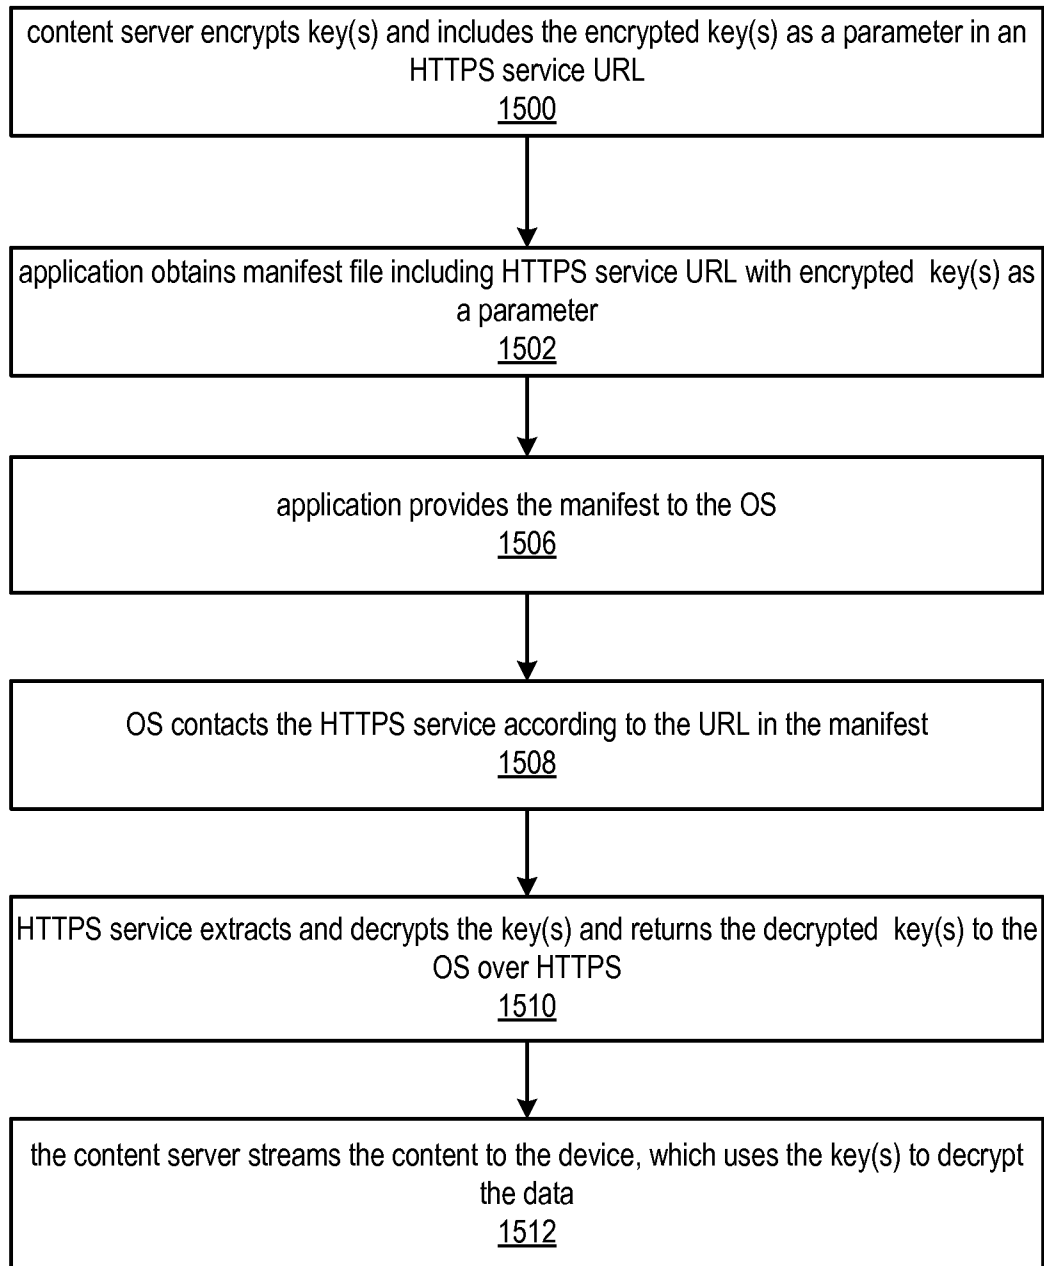 content server encrypts key(s) and includes the encrypted key(s) as a parameter in an
HTTPS service URL
1500
application obtains manifest file including HTTPS service URL with encrypted key(s) as
a parameter
1502
application provides the manifest to the OS
1506
OS contacts the HTTPS service according to the URL in the manifest
1508
HTTPS service extracts and decrypts the key(s) and returns the decrypted key(s) to the
OS over HTTPS
1510
the content server streams the content to the device, which uses the key(s) to decrypt
the data
1512